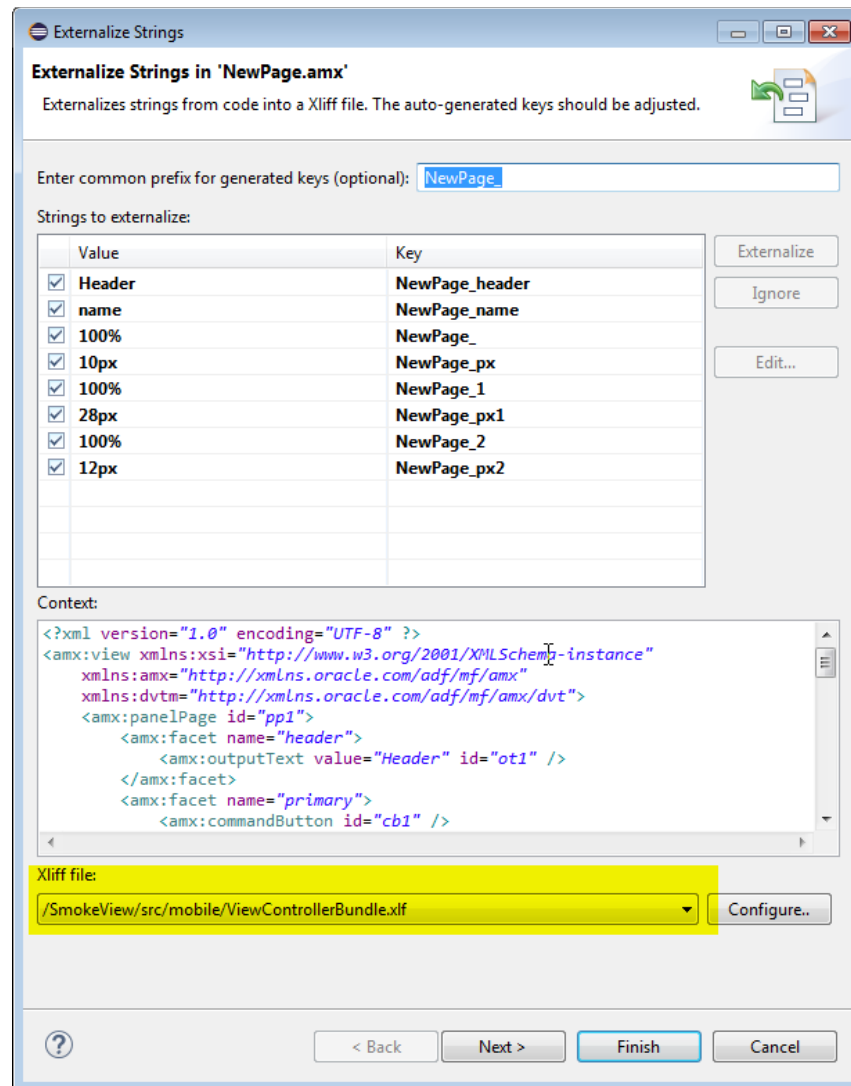 Externalize Strings
Externalize Strings in 'NewPage.amx'
Externalizes strings from code into a Xliff file. The auto-generated keys should be adjusted.
Enter common prefix for generated keys (optional): NewPage_
Strings to externalize:
Value Key
Header NewPage_header
name NewPage_name
100% NewPage_
10px NewPage_px
100% NewPage_1
28px NewPage_px1
100% NewPage_2
12px NewPage_px2
Externalize
Ignore
Edit...
Context:
<?xml version="1.0" encoding="UTF-8" ?>
<amx:view xmlns:xsi="http://www.w3.org/2001/XMLSchema-instance"
xmlns:amx="http://xmlns.oracle.com/adf/mf/amx"
xmlns:dvtm="http://xmlns.oracle.com/adf/mf/amx/dvt">
<amx:panelPage id="pp1">
<amx:facet name="header">
<amx:outputText value="Header" id="ot1" />
</amx:facet>
<amx:facet name="primary">
<amx:commandButton id="cb1" />
Xliff file:
/SmokeView/src/mobile/ViewControllerBundle.xlf Configure..
? < Back Next > Finish Cancel